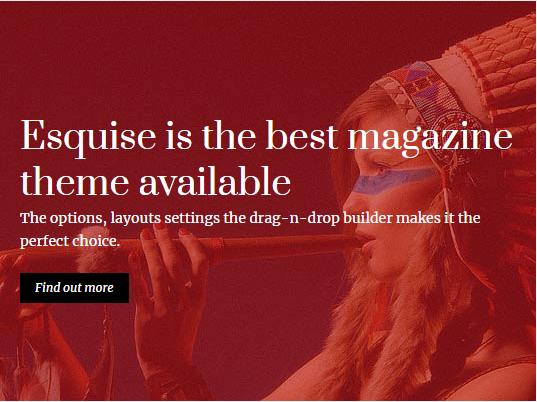 Esquise is the best magazine
theme available
The options, layouts settings the drag-n-drop builder makes it the
perfect choice.
Find out more